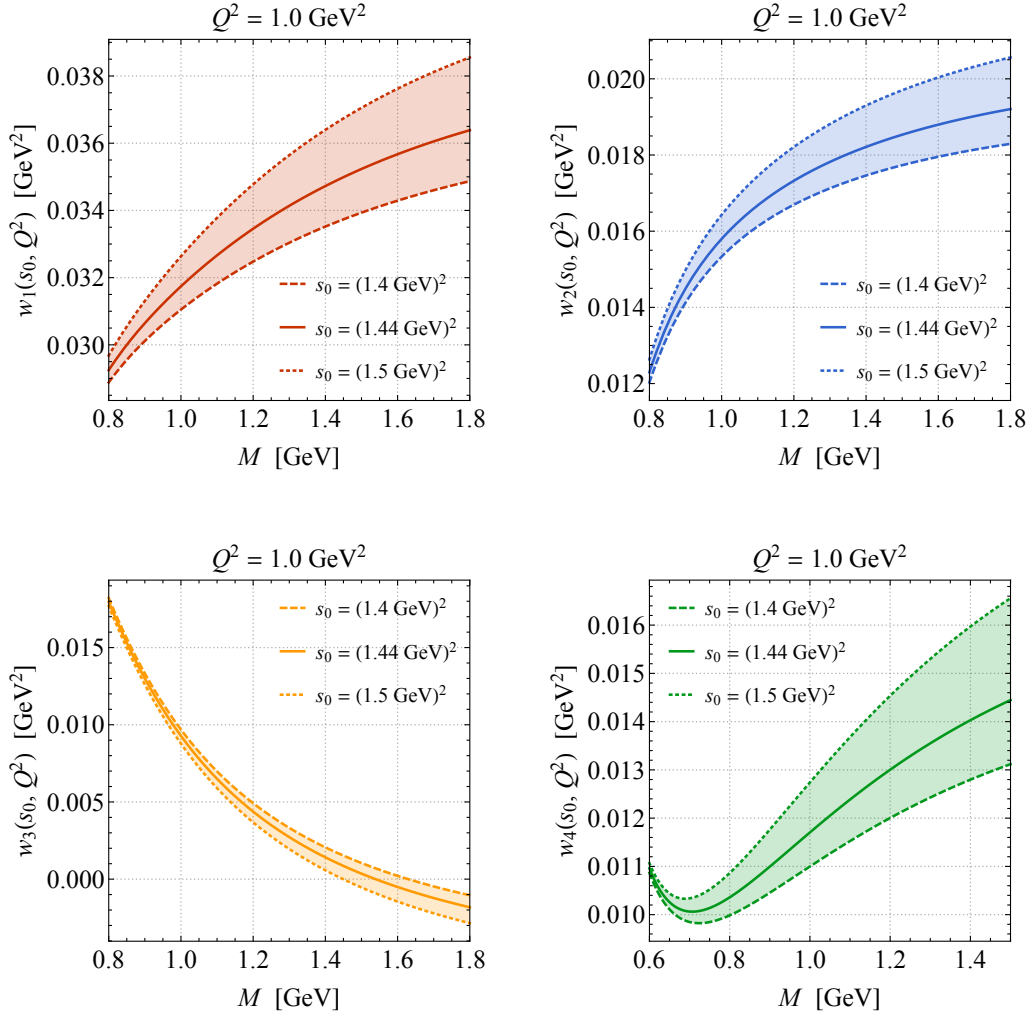 Q² = 1.0 GeV²
w₁(s₀, Q²) [GeV²]
0.038
0.036
0.034
0.032
0.030
s₀ = (1.4 GeV)²
s₀ = (1.44 GeV)²
s₀ = (1.5 GeV)²
0.8 1.0 1.2 1.4 1.6 1.8
M [GeV]
Q² = 1.0 GeV²
w₂(s₀, Q²) [GeV²]
0.020
0.018
0.016
0.014
0.012
s₀ = (1.4 GeV)²
s₀ = (1.44 GeV)²
s₀ = (1.5 GeV)²
0.8 1.0 1.2 1.4 1.6 1.8
M [GeV]
Q² = 1.0 GeV²
w₃(s₀, Q²) [GeV²]
0.015
0.010
0.005
0.000
s₀ = (1.4 GeV)²
s₀ = (1.44 GeV)²
s₀ = (1.5 GeV)²
0.8 1.0 1.2 1.4 1.6 1.8
M [GeV]
Q² = 1.0 GeV²
w₄(s₀, Q²) [GeV²]
0.016
0.015
0.014
0.013
0.012
0.011
0.010
s₀ = (1.4 GeV)²
s₀ = (1.44 GeV)²
s₀ = (1.5 GeV)²
0.6 0.8 1.0 1.2 1.4
M [GeV]